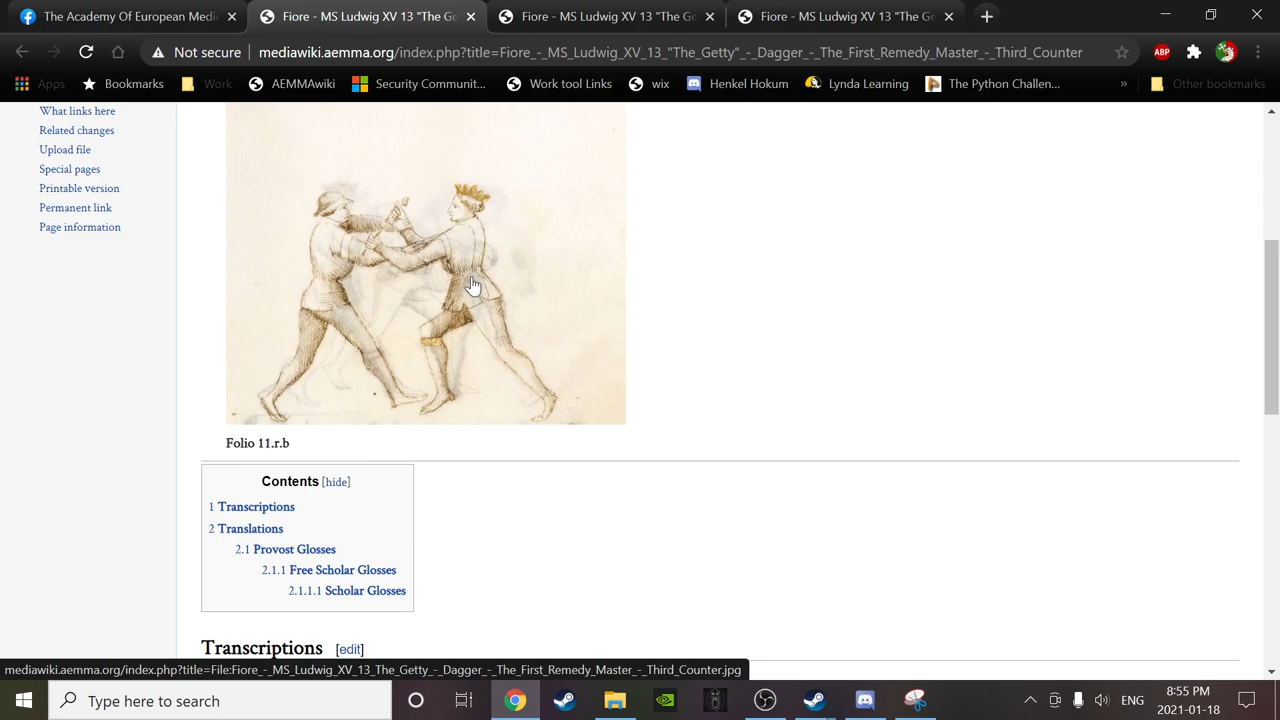 The Academy Of European Medi
Fiore - MS Ludwig XV 13 "The Ge
Fiore - MS Ludwig XV 13 "The G
Fiore - MS Ludwig XV 13 "The Ge
Not secure
mediawiki.aemma.org/index.php?title=Fiore_-_MS_Ludwig_XV_13_"The_Getty"_-_Dagger_-_The_First_Remedy_Master_-_Third_Counter
ABP
Apps
Bookmarks
Work
AEMMAwiki
Security Communit...
Work tool Links
wix
Henkel Hokum
Lynda Learning
The Python Challen...
»
Other bookmarks
What links here
Related changes
Upload file
Special pages
Printable version
Permanent link
Page information
Folio 11.r.b
Contents [hide]
1 Transcriptions
2 Translations
2.1 Provost Glosses
2.1.1 Free Scholar Glosses
2.1.1.1 Scholar Glosses
Transcriptions [edit]
mediawiki.aemma.org/index.php?title=File:Fiore_-_MS_Ludwig_XV_13_The_Getty_-_Dagger_-_The_First_Remedy_Master_-_Third_Counter.jpg
Type here to search
ENG
8:55 PM
2021-01-18